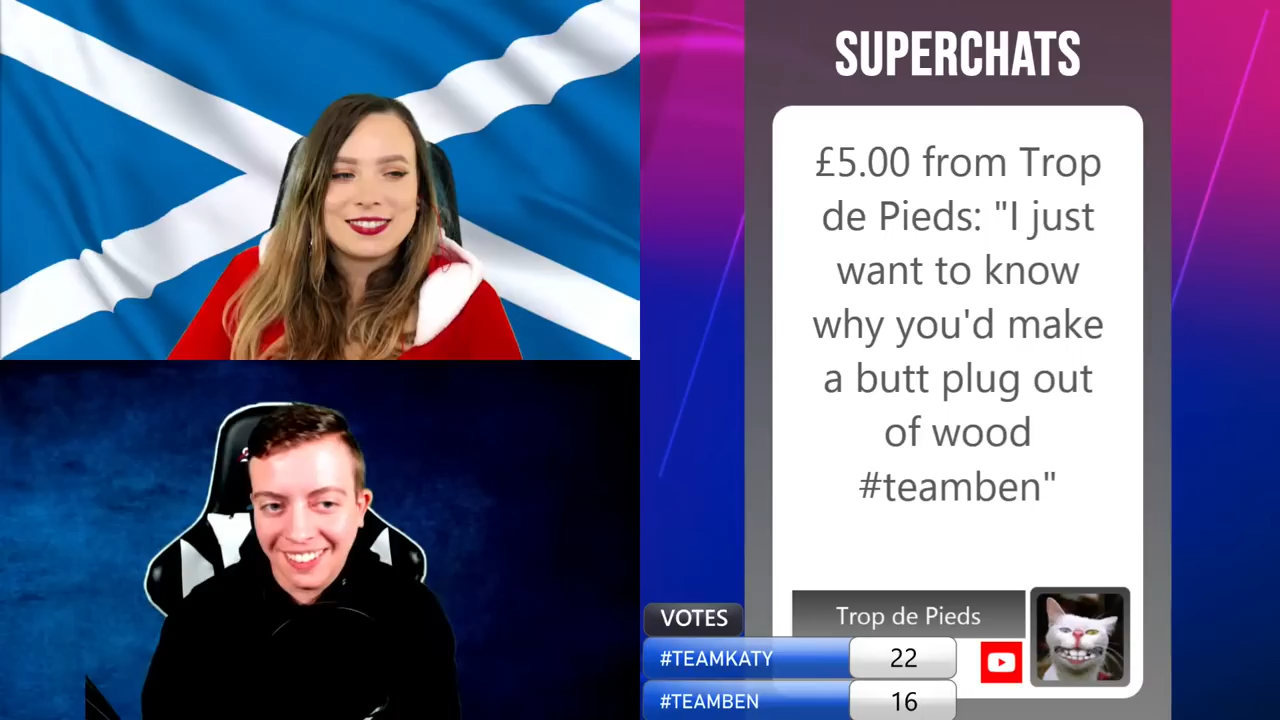 SUPERCHATS
£5.00 from Trop
de Pieds: "I just
want to know
why you'd make
a butt plug out
of wood
#teamben"
Trop de Pieds
VOTES
#TEAMKATY 22
#TEAMBEN 16